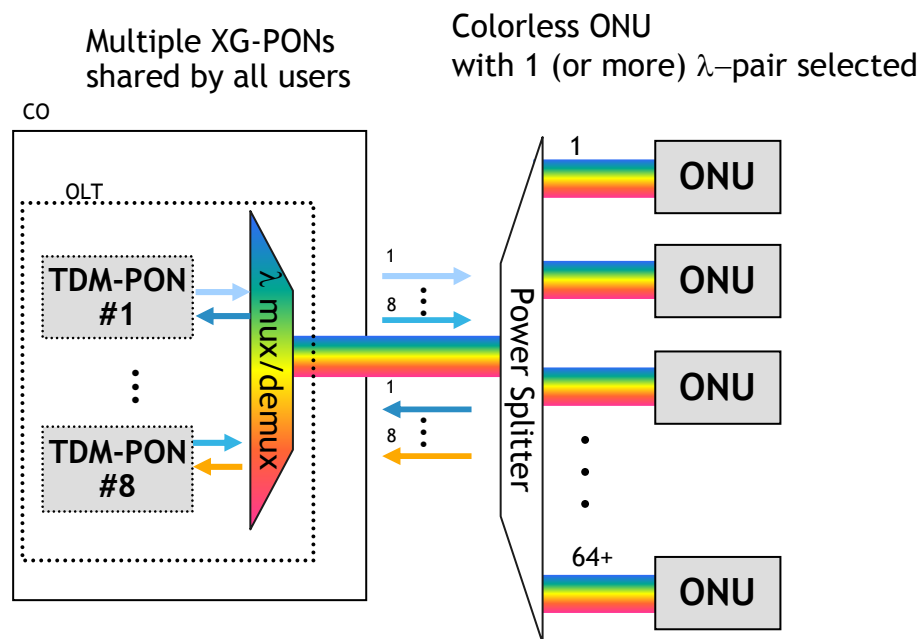 Multiple XG-PONs
shared by all users
Colorless ONU
with 1 (or more) λ–pair selected
CO
OLT
TDM-PON
#1
TDM-PON
#8
λ mux/demux
1
8
1
8
Power Splitter
1
ONU
ONU
ONU
64+
ONU